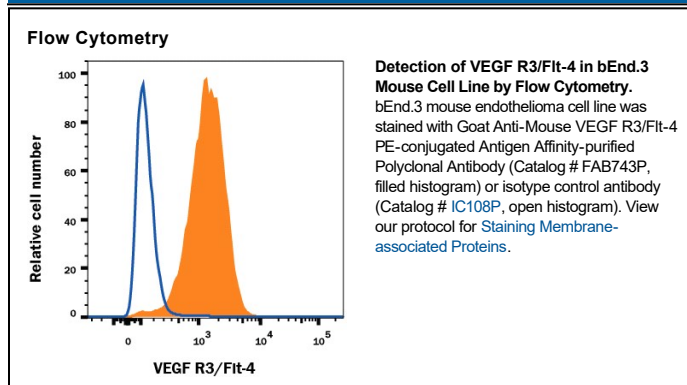 Flow Cytometry
Relative cell number
100
80
60
40
20
0
0 10³ 10⁴ 10⁵
VEGF R3/Flt-4
Detection of VEGF R3/Flt-4 in bEnd.3
Mouse Cell Line by Flow Cytometry.
bEnd.3 mouse endothelioma cell line was
stained with Goat Anti-Mouse VEGF R3/Flt-4
PE-conjugated Antigen Affinity-purified
Polyclonal Antibody (Catalog # FAB743P,
filled histogram) or isotype control antibody
(Catalog # IC108P, open histogram). View
our protocol for Staining Membrane-
associated Proteins.